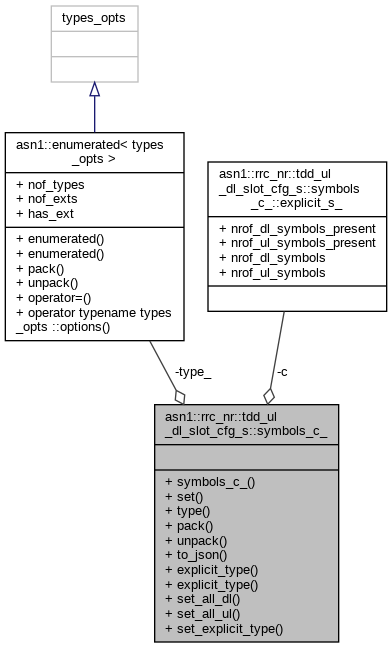 types_opts
asn1::enumerated< types
_opts >
+ nof_types
+ nof_exts
+ has_ext
+ enumerated()
+ enumerated()
+ pack()
+ unpack()
+ operator=()
+ operator typename types
_opts ::options()
asn1::rrc_nr::tdd_ul
_dl_slot_cfg_s::symbols
_c_::explicit_s_
+ nrof_dl_symbols_present
+ nrof_ul_symbols_present
+ nrof_dl_symbols
+ nrof_ul_symbols
-type_
-c
asn1::rrc_nr::tdd_ul
_dl_slot_cfg_s::symbols_c_
+ symbols_c_()
+ set()
+ type()
+ pack()
+ unpack()
+ to_json()
+ explicit_type()
+ explicit_type()
+ set_all_dl()
+ set_all_ul()
+ set_explicit_type()